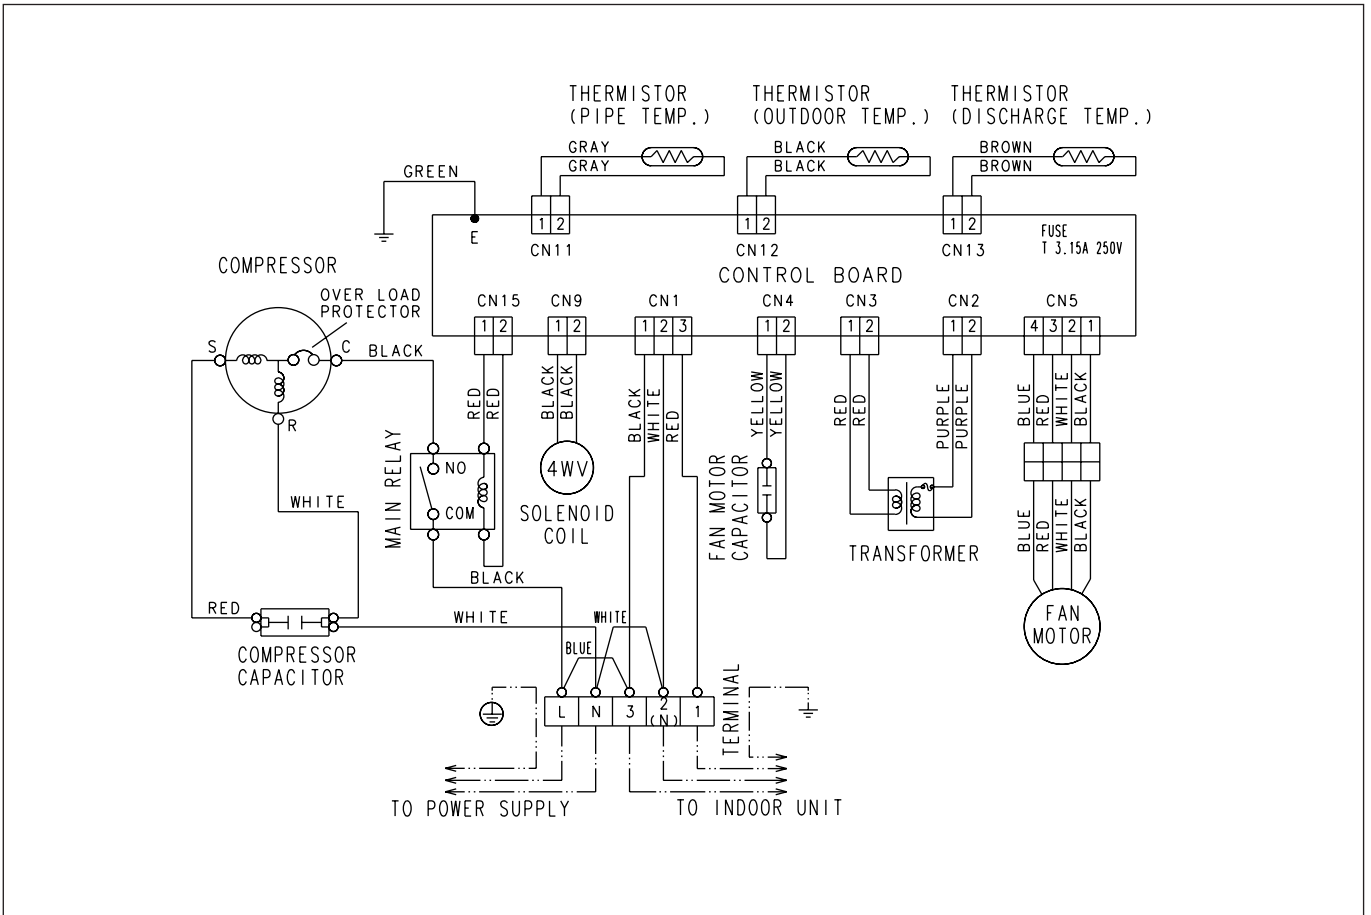 THERMISTOR
(PIPE TEMP.)
THERMISTOR
(OUTDOOR TEMP.)
THERMISTOR
(DISCHARGE TEMP.)
GRAY
GRAY
BLACK
BLACK
BROWN
BROWN
GREEN
E
1 2
CN11
1 2
CN12
1 2
CN13
FUSE
T 3.15A 250V
CONTROL BOARD
COMPRESSOR
OVER LOAD
PROTECTOR
S
C
R
BLACK
CN15
1 2
CN9
1 2
CN1
1 2 3
CN4
1 2
CN3
1 2
CN2
1 2
CN5
4 3 2 1
RED
RED
BLACK
BLACK
BLACK
WHITE
RED
YELLOW
YELLOW
RED
RED
PURPLE
PURPLE
BLUE
RED
WHITE
BLACK
MAIN RELAY
NO
COM
4WV
SOLENOID
COIL
FAN MOTOR
CAPACITOR
TRANSFORMER
BLUE
RED
WHITE
BLACK
FAN
MOTOR
WHITE
BLACK
RED
WHITE
WHITE
BLUE
COMPRESSOR
CAPACITOR
L
N
3
2
(N)
1
TERMINAL
TO POWER SUPPLY
TO INDOOR UNIT